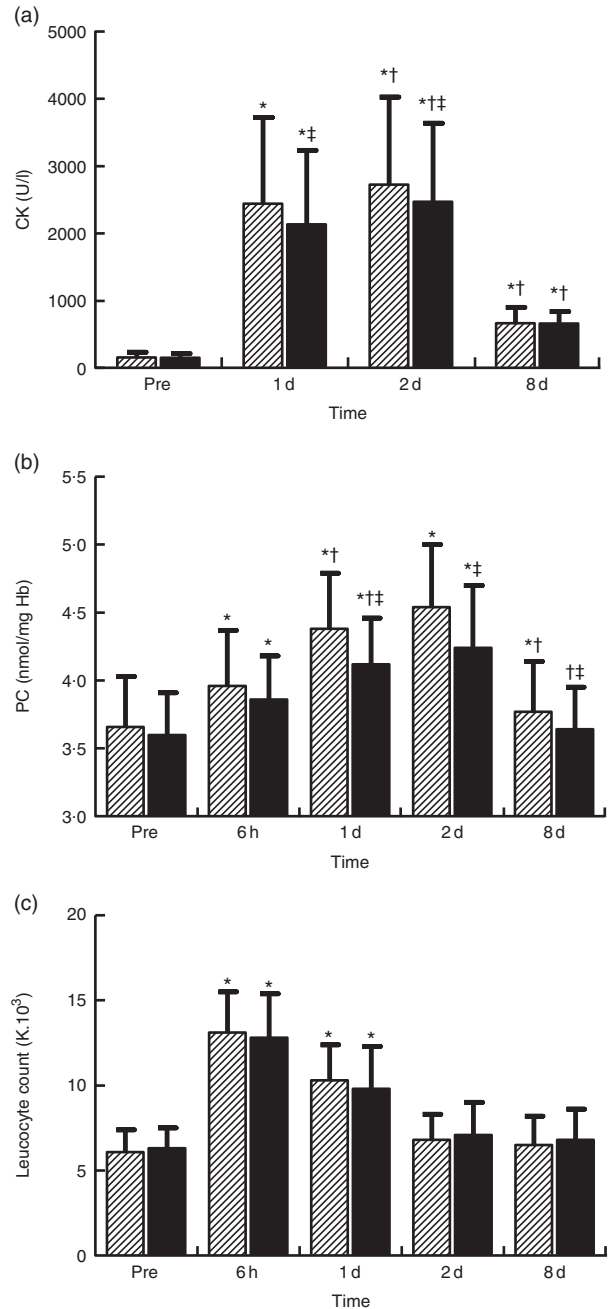 (a)
5000
4000
3000
2000
1000
0
CK (U/l)
*
*‡
*†
*†‡
*†
*†
Pre
1 d
2 d
8 d
Time
(b)
5·5
5·0
4·5
4·0
3·5
3·0
PC (nmol/mg Hb)
*
*
*†
*†‡
*
*‡
*†
†‡
Pre
6 h
1 d
2 d
8 d
Time
(c)
20
15
10
5
0
Leucocyte count (K.10³)
*
*
*
*
Pre
6 h
1 d
2 d
8 d
Time